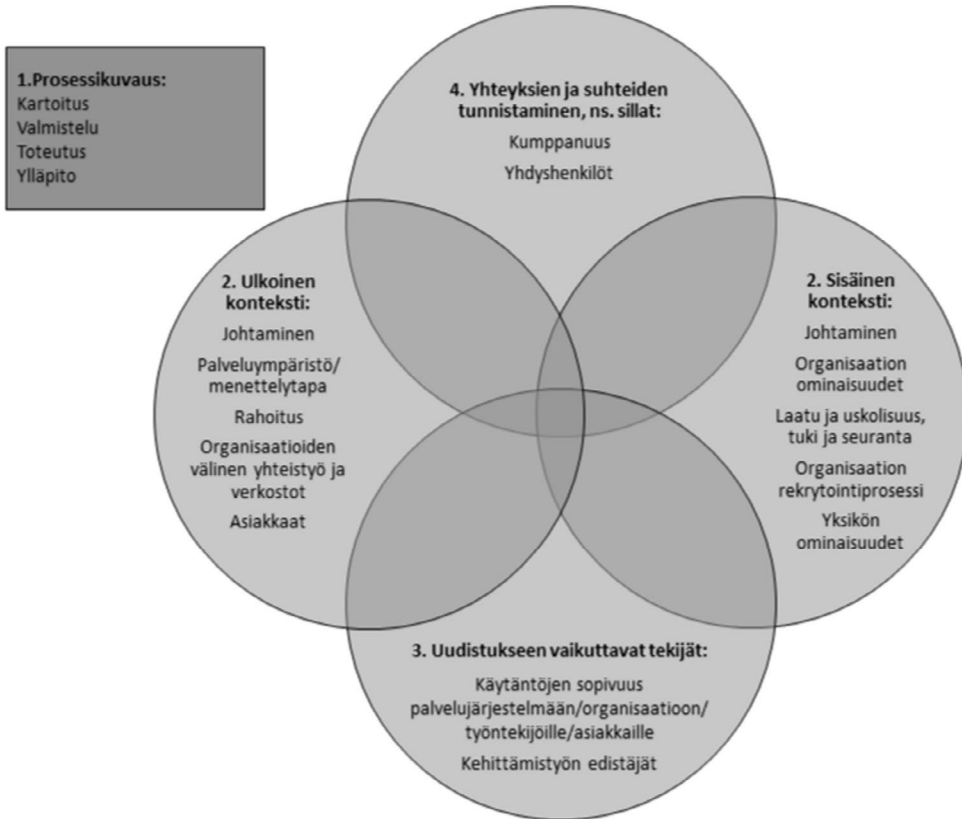 1.Prosessikuvaus:
Kartoitus
Valmistelu
Toteutus
Ylläpito
4. Yhteyksien ja suhteiden
tunnistaminen, ns. sillat:
Kumppanuus
Yhdyshenkilöt
2. Ulkoinen
konteksti:
Johtaminen
Palveluympäristö/
menettelytapa
Rahoitus
Organisaatioiden
välinen yhteistyö ja
verkostot
Asiakkaat
2. Sisäinen
konteksti:
Johtaminen
Organisaation
ominaisuudet
Laatu ja uskolisuus,
tuki ja seuranta
Organisaation
rekrytointiprosessi
Yksikön
ominaisuudet
3. Uudistukseen vaikuttavat tekijät:
Käytäntöjen sopivuus
palvelujärjestelmään/organisaatioon/
työntekijöille/asiakkaille
Kehittämistyön edistäjät